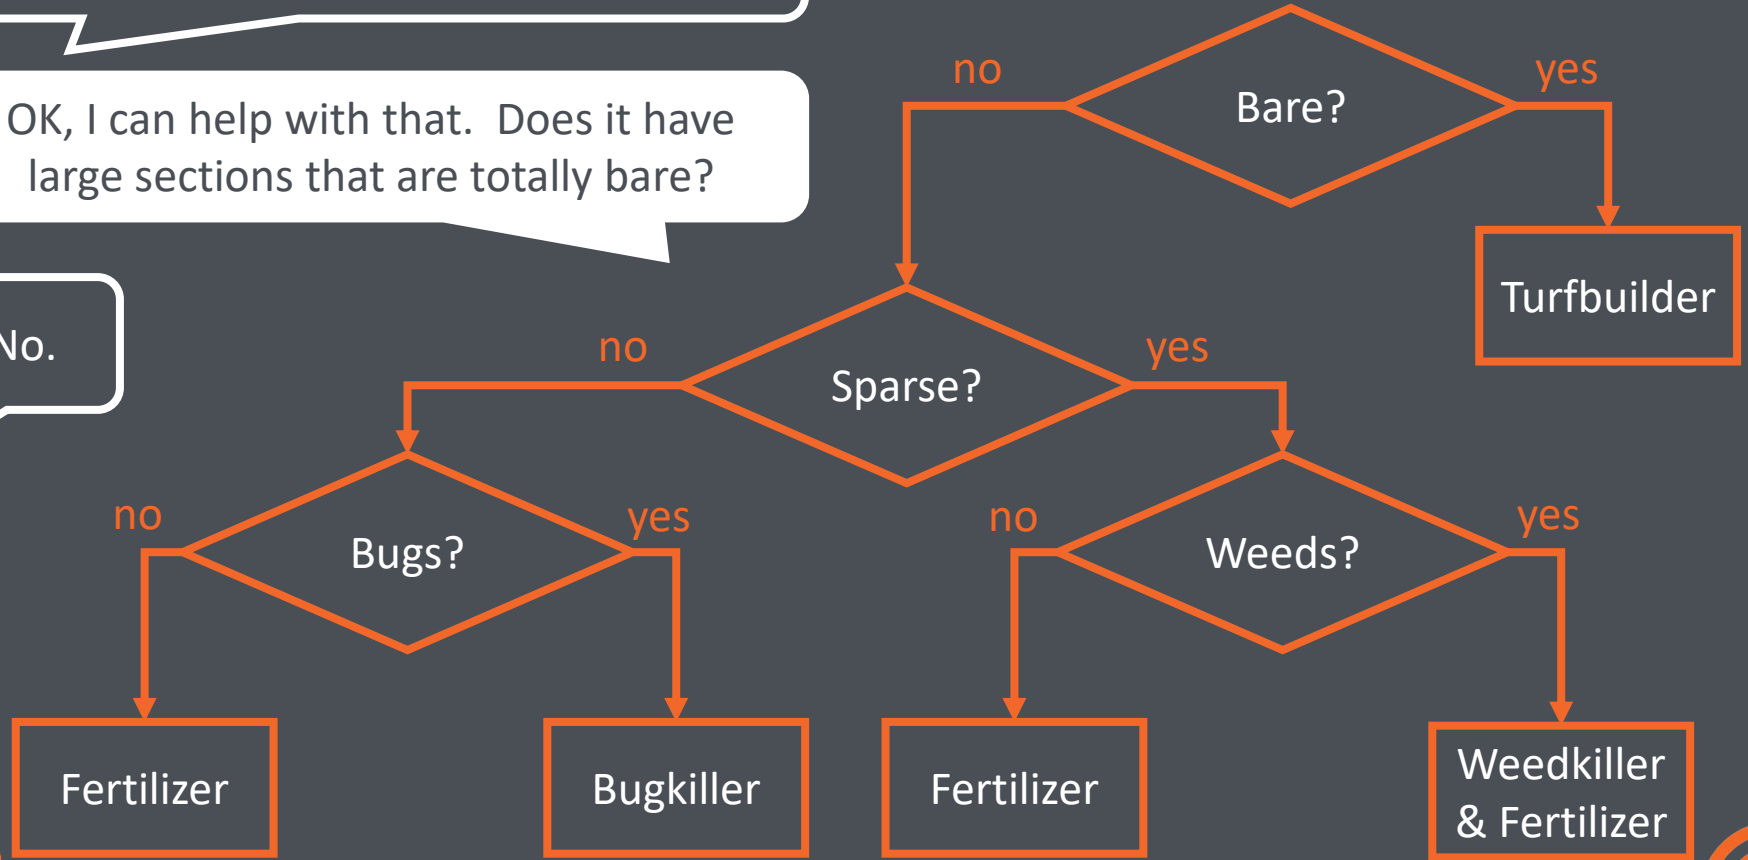 OK, I can help with that.  Does it have
large sections that are totally bare?
No.
no
Bare?
yes
Turfbuilder
no
Sparse?
yes
no
Bugs?
yes
no
Weeds?
yes
Fertilizer
Bugkiller
Fertilizer
Weedkiller
& Fertilizer